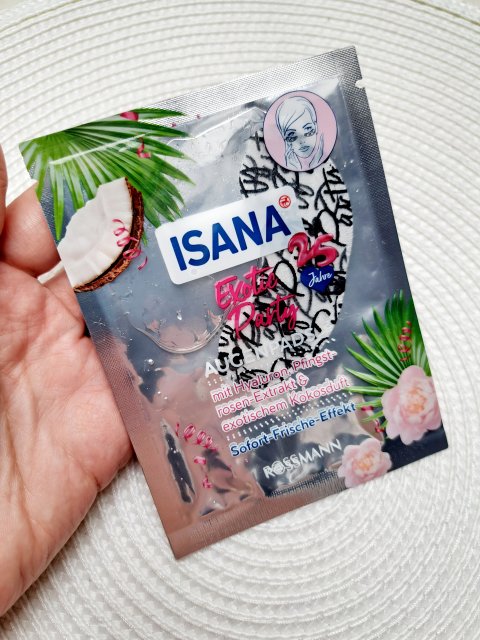 ISANA
25
Jahre
Exotic
Party
AUGENPADS
mit Hyaluron, Pfingst-
rosen-Extrakt &
exotischem Kokosduft
Sofort-Frische-Effekt
ROSSMANN